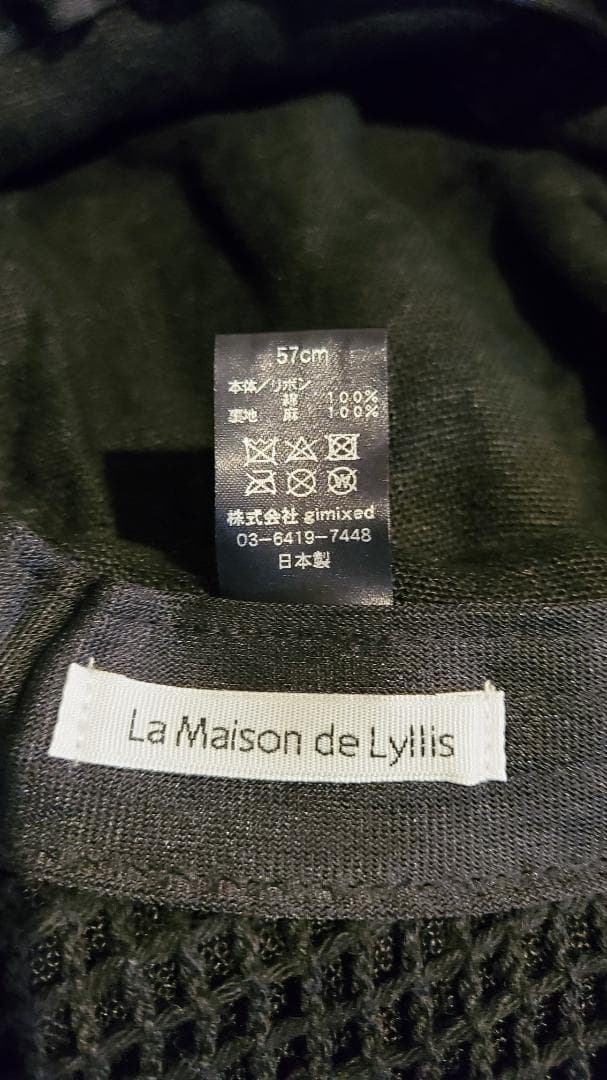 57cm
本体/リボン
綿 100%
裏地 麻 100%
W
株式会社 gimixed
03-6419-7448
日本製
La Maison de Lyllis